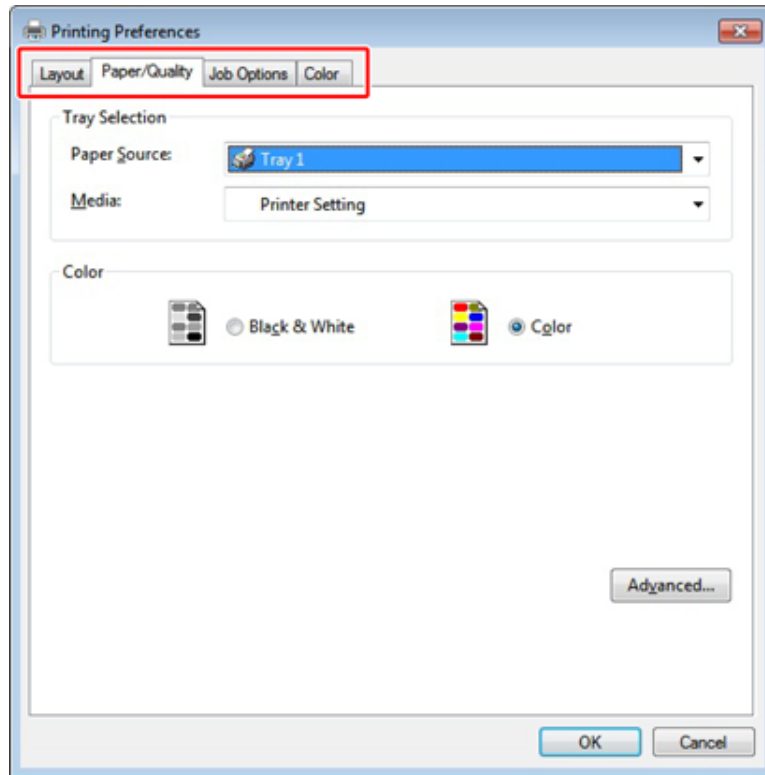 Printing Preferences
Layout Paper/Quality Job Options Color
Tray Selection
Paper Source: Tray 1
Media: Printer Setting
Color
Black & White Color
Advanced...
OK Cancel